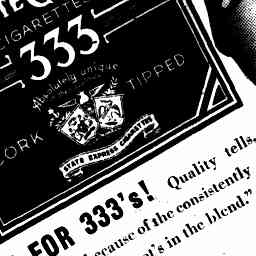 CIGARETTES
333
Absolutely unique
CORK TIPPED
STATE EXPRESS CIGARETTES
FOR 333's!
Quality tells,
because of the consistently
's in the blend."